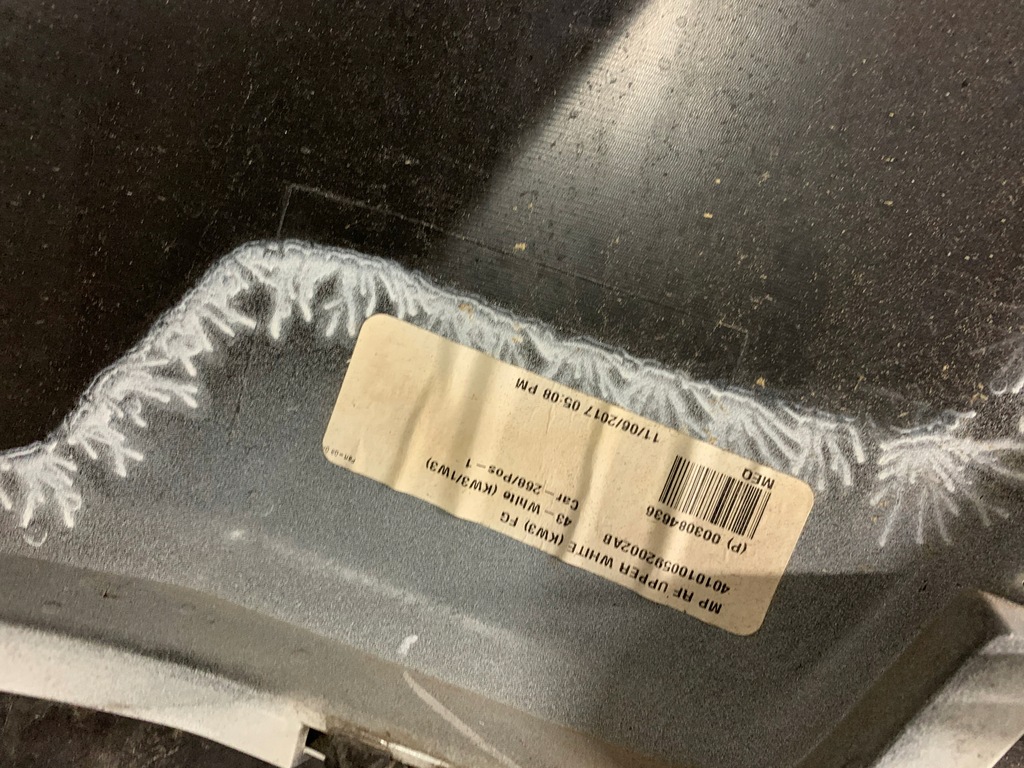 MP RF UPPER WHITE (KW3) FG
4010100592002AB
(P) 003084636
43 - White (KW3/1W3)
Car - 268/Pos - 1
MEQ
11/06/2017 05:08 PM